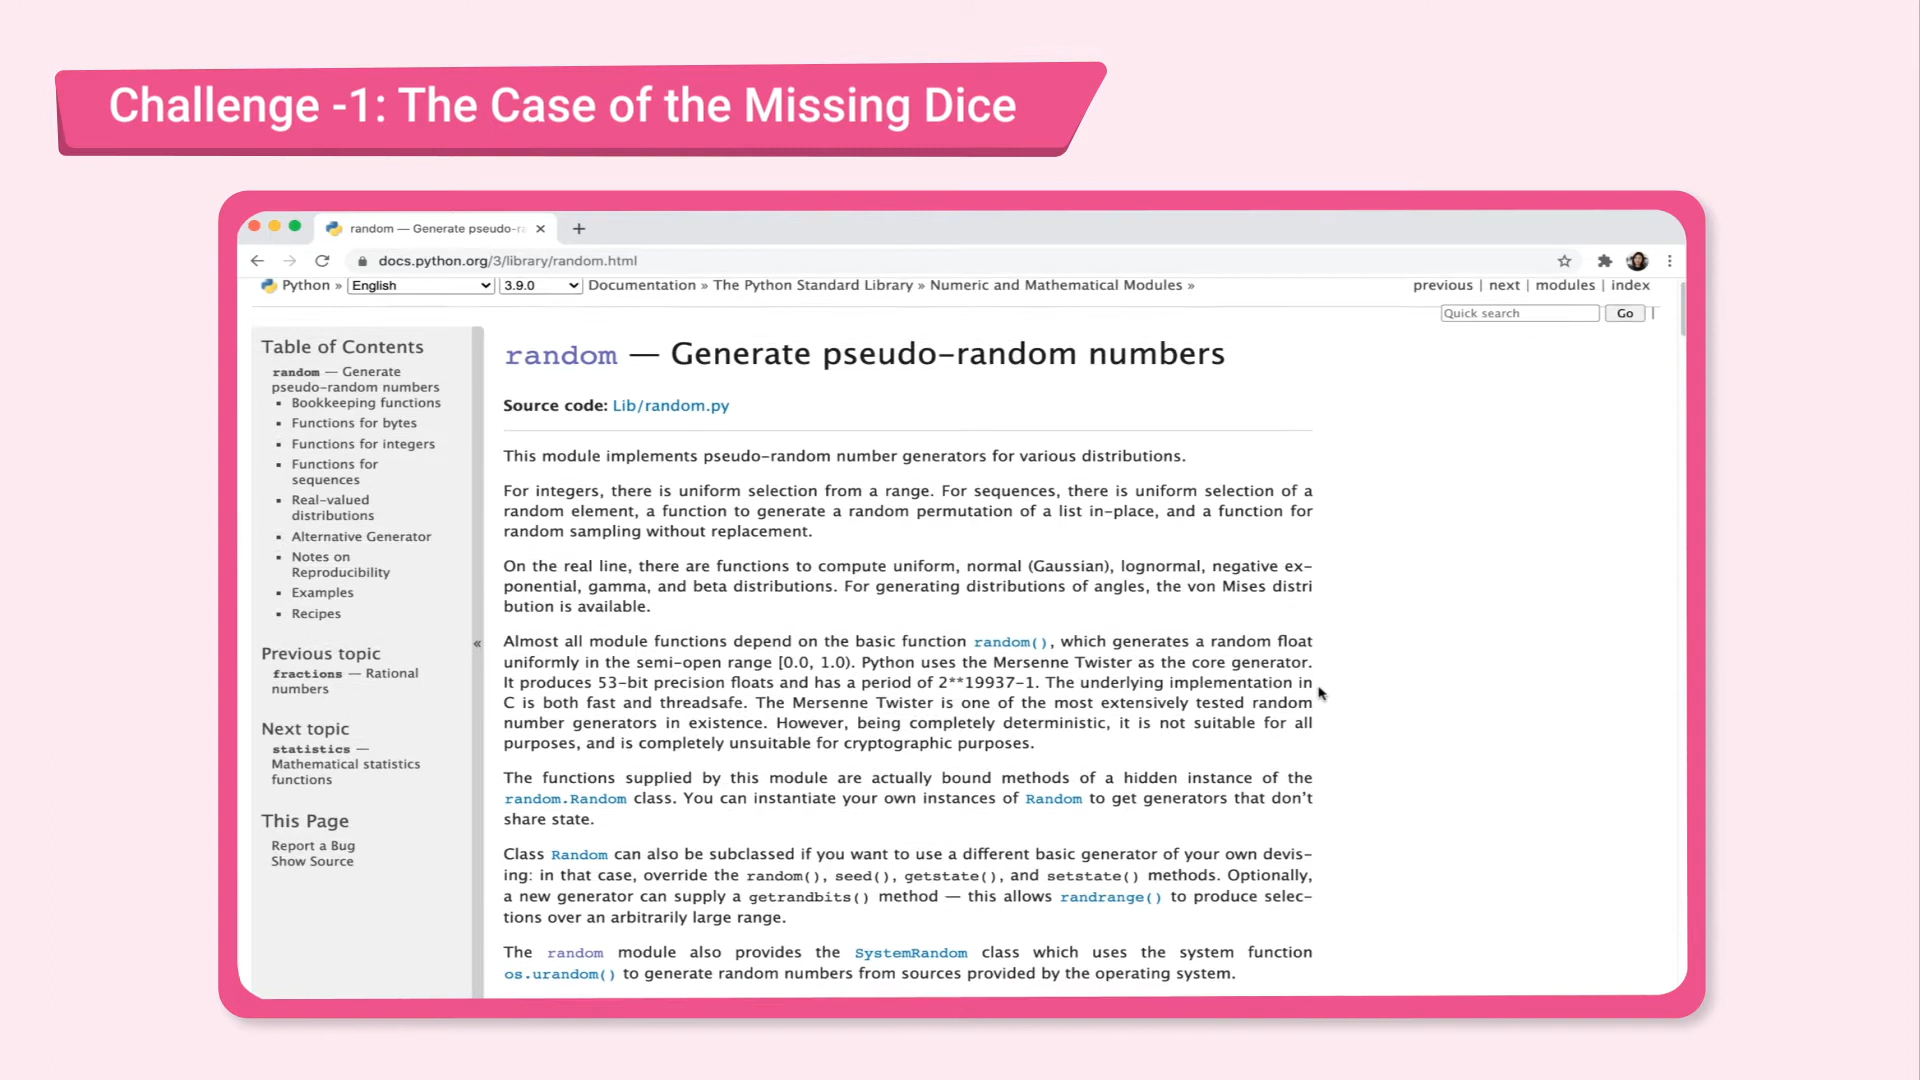 Challenge -1: The Case of the Missing Dice
random — Generate pseudo-ra
docs.python.org/3/library/random.html
Python » English 3.9.0 Documentation » The Python Standard Library » Numeric and Mathematical Modules » previous | next | modules | index
Quick search Go |
Table of Contents
random — Generate
pseudo-random numbers
Bookkeeping functions
Functions for bytes
Functions for integers
Functions for
sequences
Real-valued
distributions
Alternative Generator
Notes on
Reproducibility
Examples
Recipes
Previous topic
fractions — Rational
numbers
Next topic
statistics —
Mathematical statistics
functions
This Page
Report a Bug
Show Source
«
random — Generate pseudo-random numbers
Source code: Lib/random.py
This module implements pseudo-random number generators for various distributions.
For integers, there is uniform selection from a range. For sequences, there is uniform selection of a
random element, a function to generate a random permutation of a list in-place, and a function for
random sampling without replacement.
On the real line, there are functions to compute uniform, normal (Gaussian), lognormal, negative ex-
ponential, gamma, and beta distributions. For generating distributions of angles, the von Mises distri
bution is available.
Almost all module functions depend on the basic function random(), which generates a random float
uniformly in the semi-open range [0.0, 1.0). Python uses the Mersenne Twister as the core generator.
It produces 53-bit precision floats and has a period of 2**19937-1. The underlying implementation in
C is both fast and threadsafe. The Mersenne Twister is one of the most extensively tested random
number generators in existence. However, being completely deterministic, it is not suitable for all
purposes, and is completely unsuitable for cryptographic purposes.
The functions supplied by this module are actually bound methods of a hidden instance of the
random.Random class. You can instantiate your own instances of Random to get generators that don’t
share state.
Class Random can also be subclassed if you want to use a different basic generator of your own devis-
ing: in that case, override the random(), seed(), getstate(), and setstate() methods. Optionally,
a new generator can supply a getrandbits() method — this allows randrange() to produce selec-
tions over an arbitrarily large range.
The random module also provides the SystemRandom class which uses the system function
os.urandom() to generate random numbers from sources provided by the operating system.